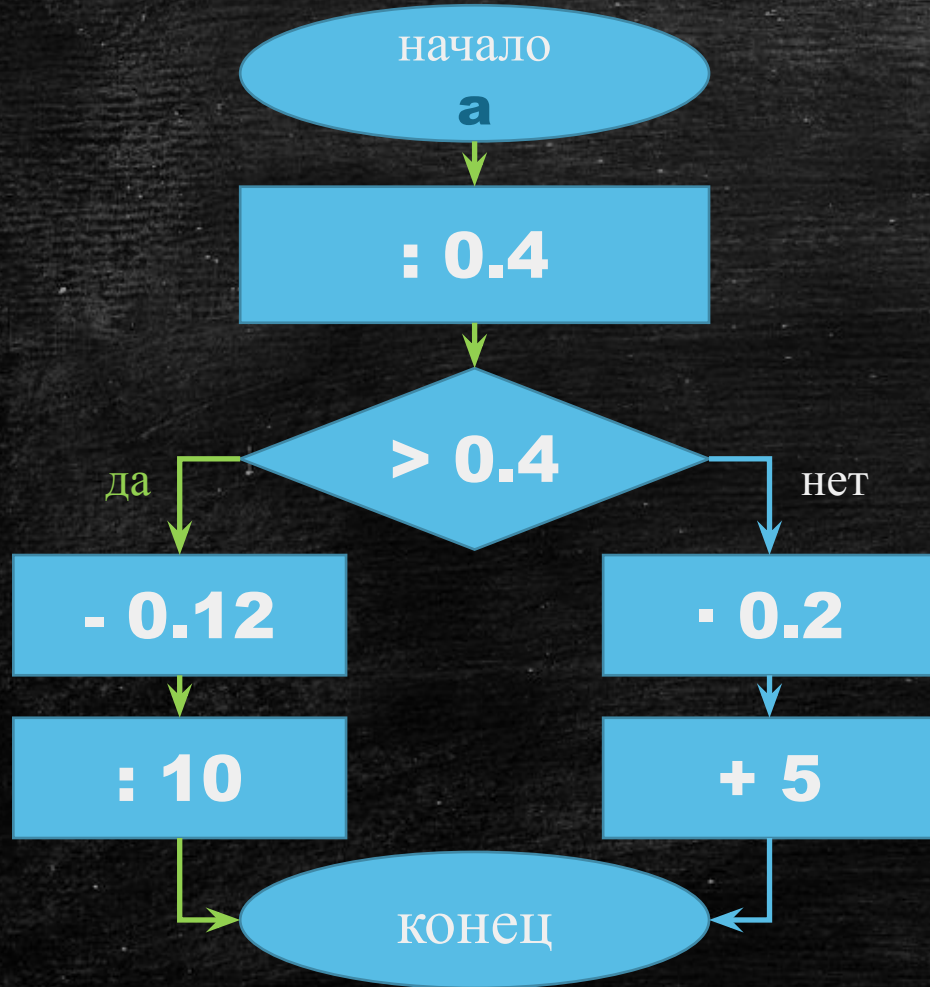 начало
а
: 0.4
> 0.4
да
нет
- 0.12
· 0.2
: 10
+ 5
конец